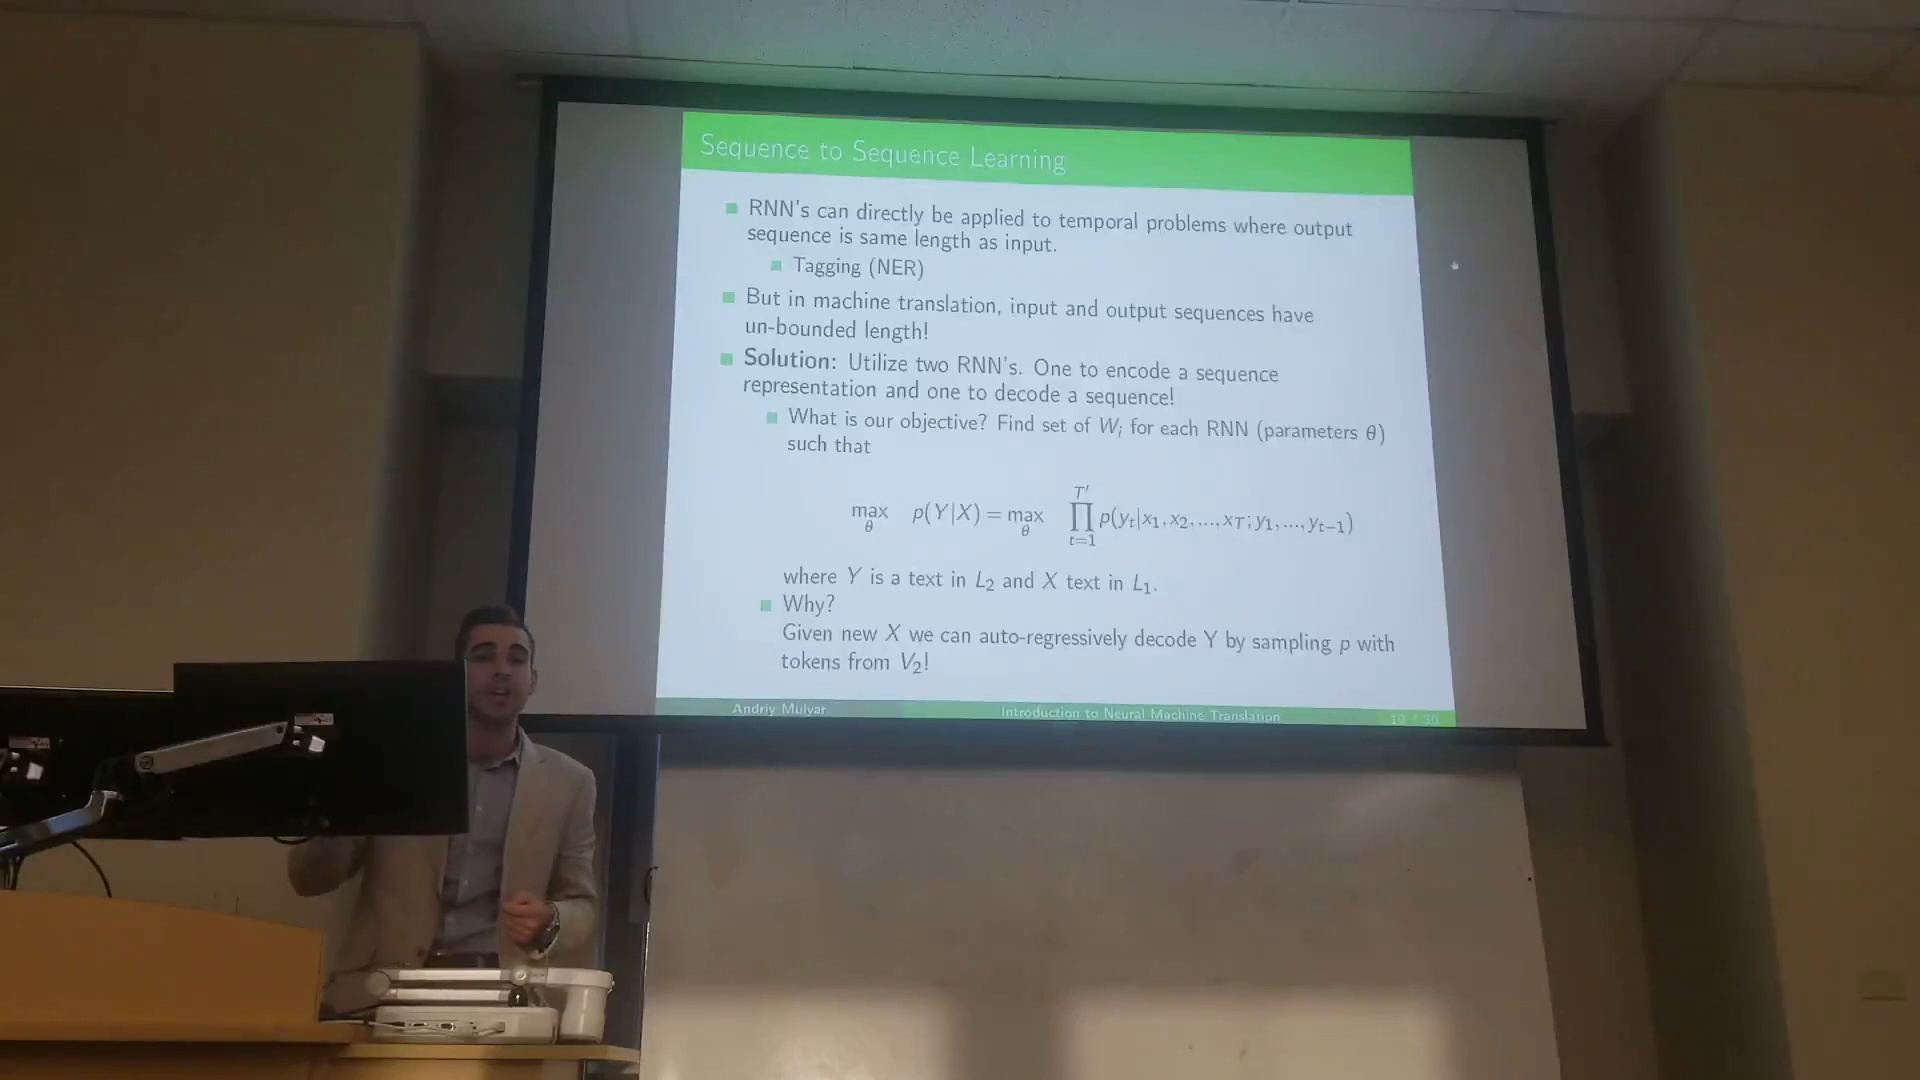 Sequence to Sequence Learning
RNN's can directly be applied to temporal problems where output
sequence is same length as input.
Tagging (NER)
But in machine translation, input and output sequences have
un-bounded length!
Solution: Utilize two RNN's. One to encode a sequence
representation and one to decode a sequence!
What is our objective? Find set of Wᵢ for each RNN (parameters θ)
such that
max_θ p(Y|X) = max_θ ∏_{t=1}^{T'} p(y_t|x_1, x_2, ..., x_T; y_1, ..., y_{t−1})
where Y is a text in L₂ and X text in L₁.
Why?
Given new X we can auto-regressively decode Y by sampling p with
tokens from V₂!
Andriy Mulyar Introduction to Neural Machine Translation